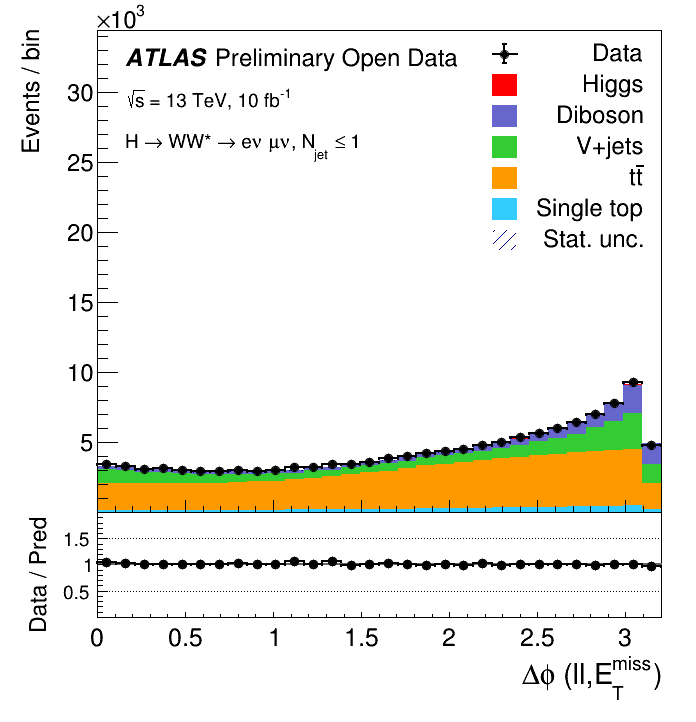 ×10³
Events / bin
ATLAS Preliminary Open Data
√s = 13 TeV, 10 fb⁻¹
H → WW* → eν μν, N_jet ≤ 1
Data
Higgs
Diboson
V+jets
tt̄
Single top
Stat. unc.
30
25
20
15
10
5
Data / Pred
1.5
1
0.5
0 0.5 1 1.5 2 2.5 3
Δϕ (ll,E_T^miss)